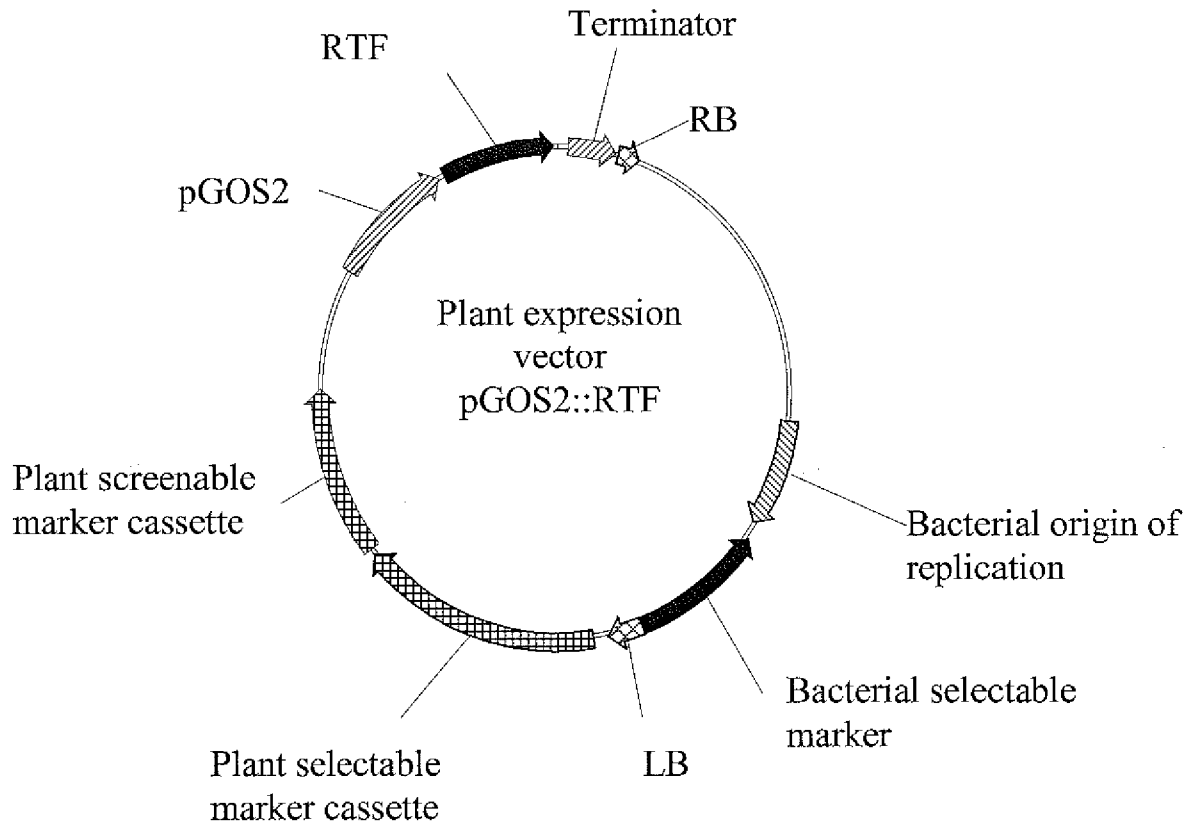 Terminator
RTF
RB
pGOS2
Plant expression
vector
pGOS2::RTF
Plant screenable
marker cassette
Bacterial origin of
replication
Bacterial selectable
marker
Plant selectable
marker cassette
LB